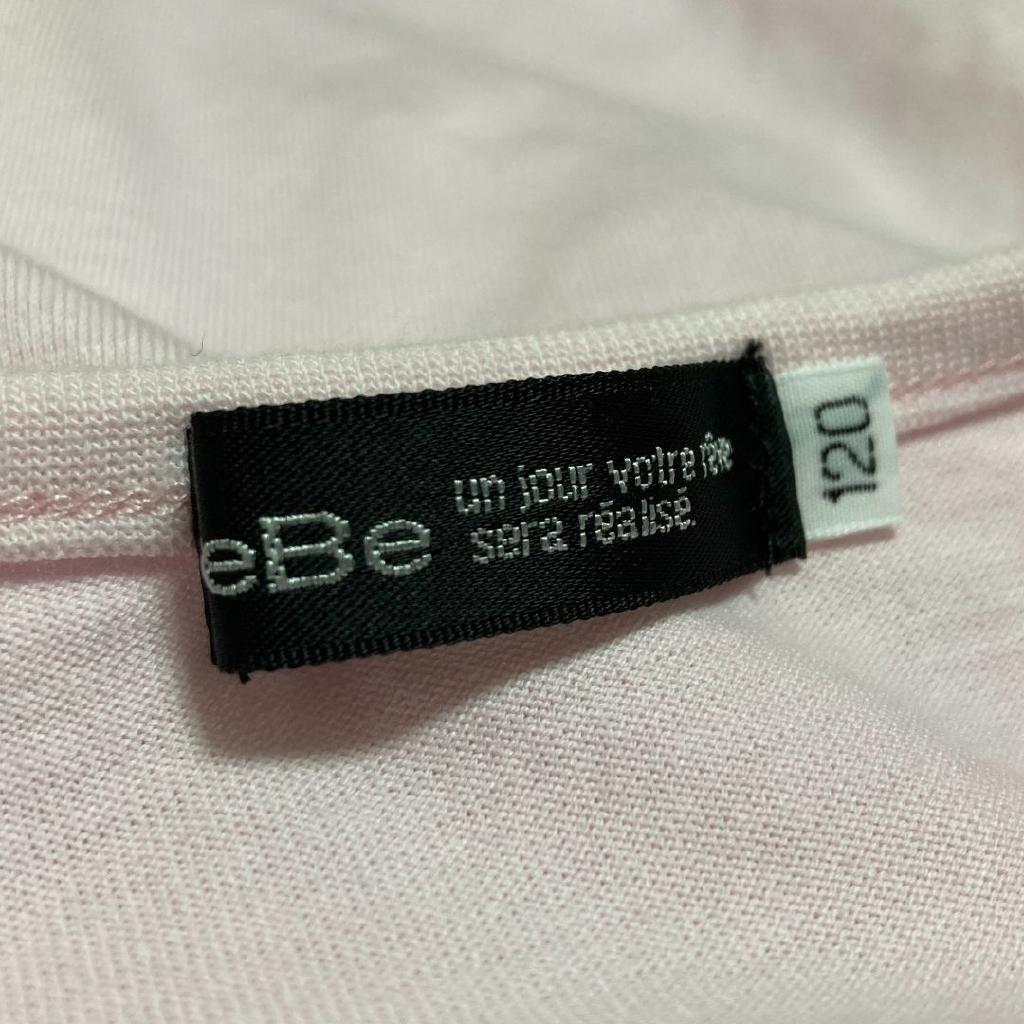 eBe
un jour votre rêve
sera réalisé.
120